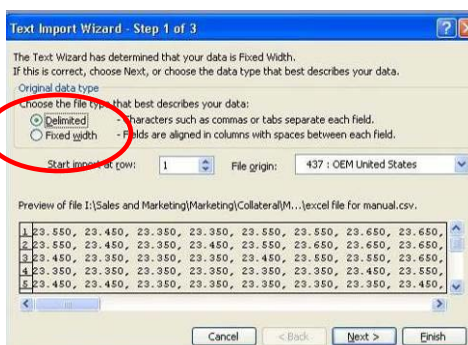 Text Import Wizard - Step 1 of 3
The Text Wizard has determined that your data is Fixed Width.
If this is correct, choose Next, or choose the data type that best describes your data.
Original data type
Choose the file type that best describes your data:
Delimited - Characters such as commas or tabs separate each field.
Fixed width - Fields are aligned in columns with spaces between each field.
Start import at row: 1 File origin: 437 : OEM United States
Preview of file I:\Sales and Marketing\Marketing\Collateral\M...\excel file for manual.csv.
1 23.550, 23.450, 23.350, 23.350, 23.550, 23.550, 23.650, 23.650,
2 23.350, 23.350, 23.450, 23.350, 23.550, 23.450, 23.550, 23.550,
3 23.450, 23.350, 23.550, 23.450, 23.350, 23.350, 23.650, 23.650,
4 23.350, 23.350, 23.350, 23.350, 23.350, 23.450, 23.450, 23.550,
5 23.450, 23.450, 23.350, 23.350, 23.350, 23.550, 23.350, 23.450,
Cancel < Back Next > Finish